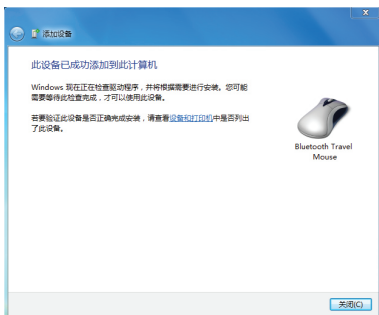 添加设备
此设备已成功添加到此计算机
Windows 现在正在检查驱动程序，并将根据需要进行安装。您可能
需要等待此检查完成，才可以使用此设备。
若要验证此设备是否正确完成安装，请查看设备和打印机中是否列出
了此设备。
Bluetooth Travel
Mouse
关闭(C)